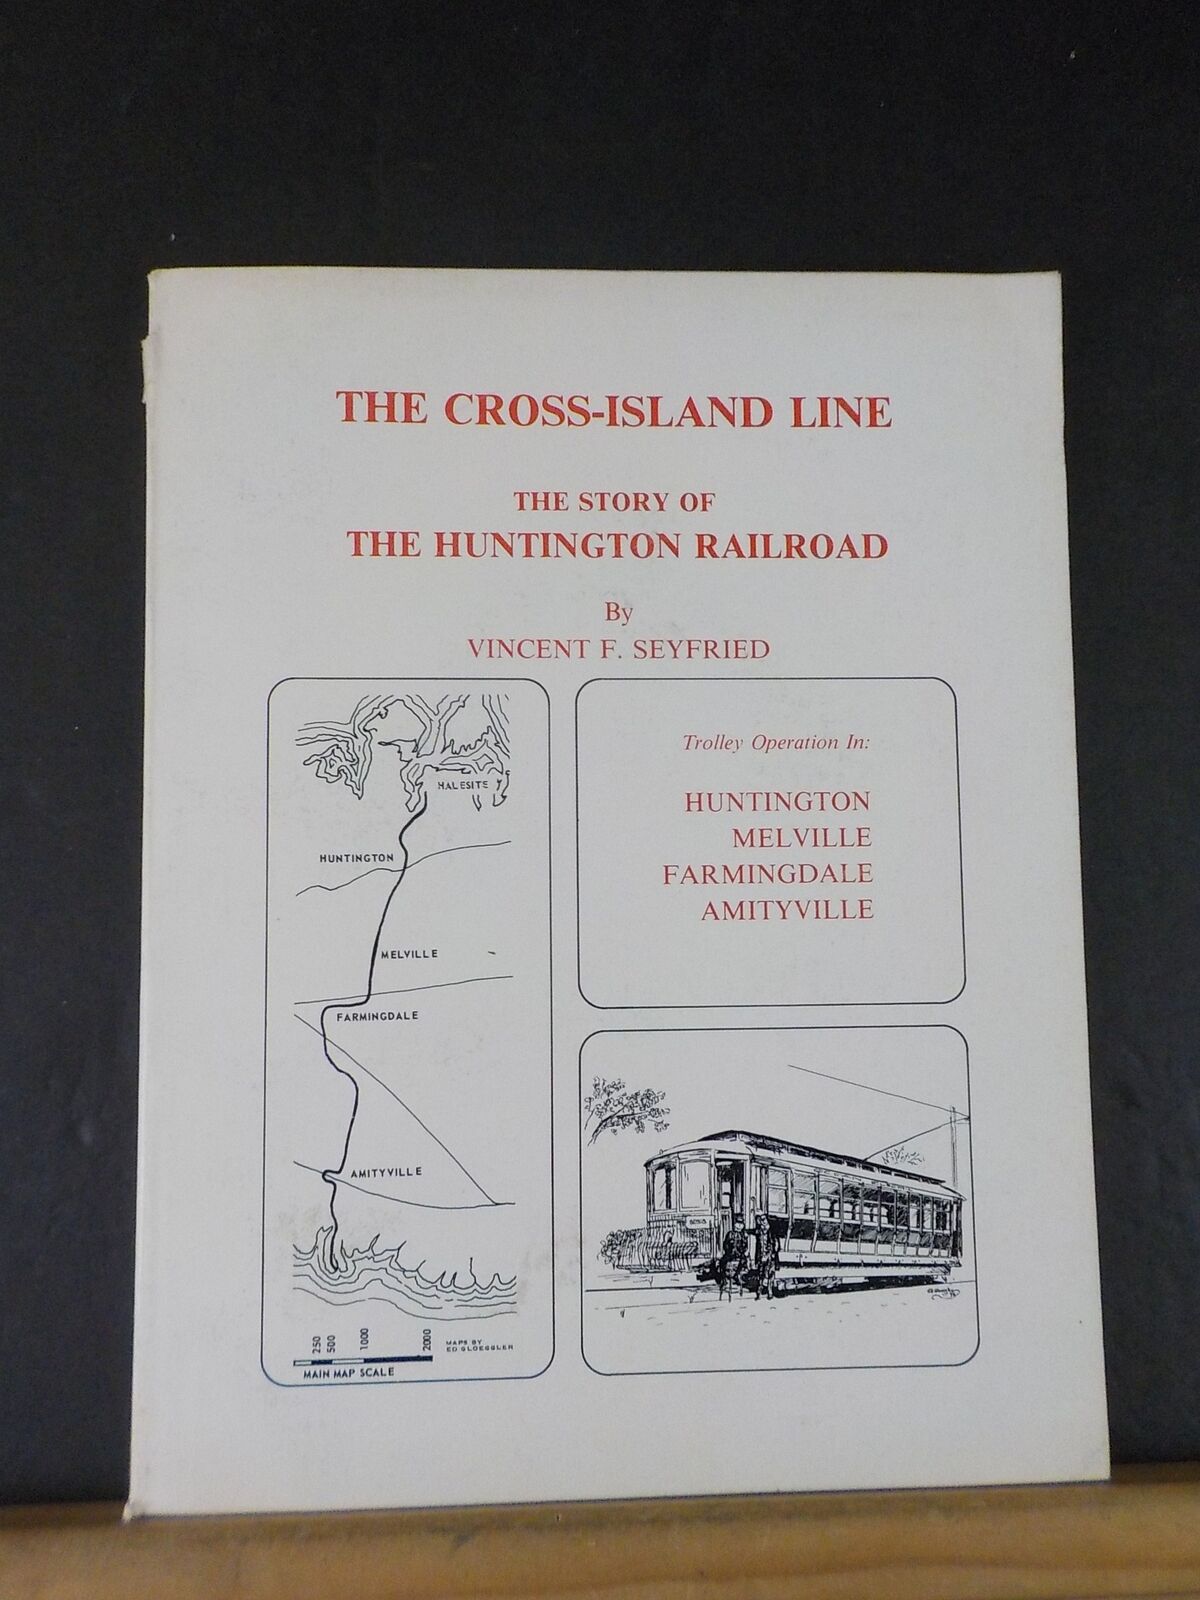 THE CROSS-ISLAND LINE
THE STORY OF
THE HUNTINGTON RAILROAD
By
VINCENT F. SEYFRIED
HALESITE
HUNTINGTON
MELVILLE
FARMINGDALE
AMITYVILLE
250
500
1000
2000
MAIN MAP SCALE
MAPS BY
ED GLOEGGLER
Trolley Operation In:
HUNTINGTON
MELVILLE
FARMINGDALE
AMITYVILLE